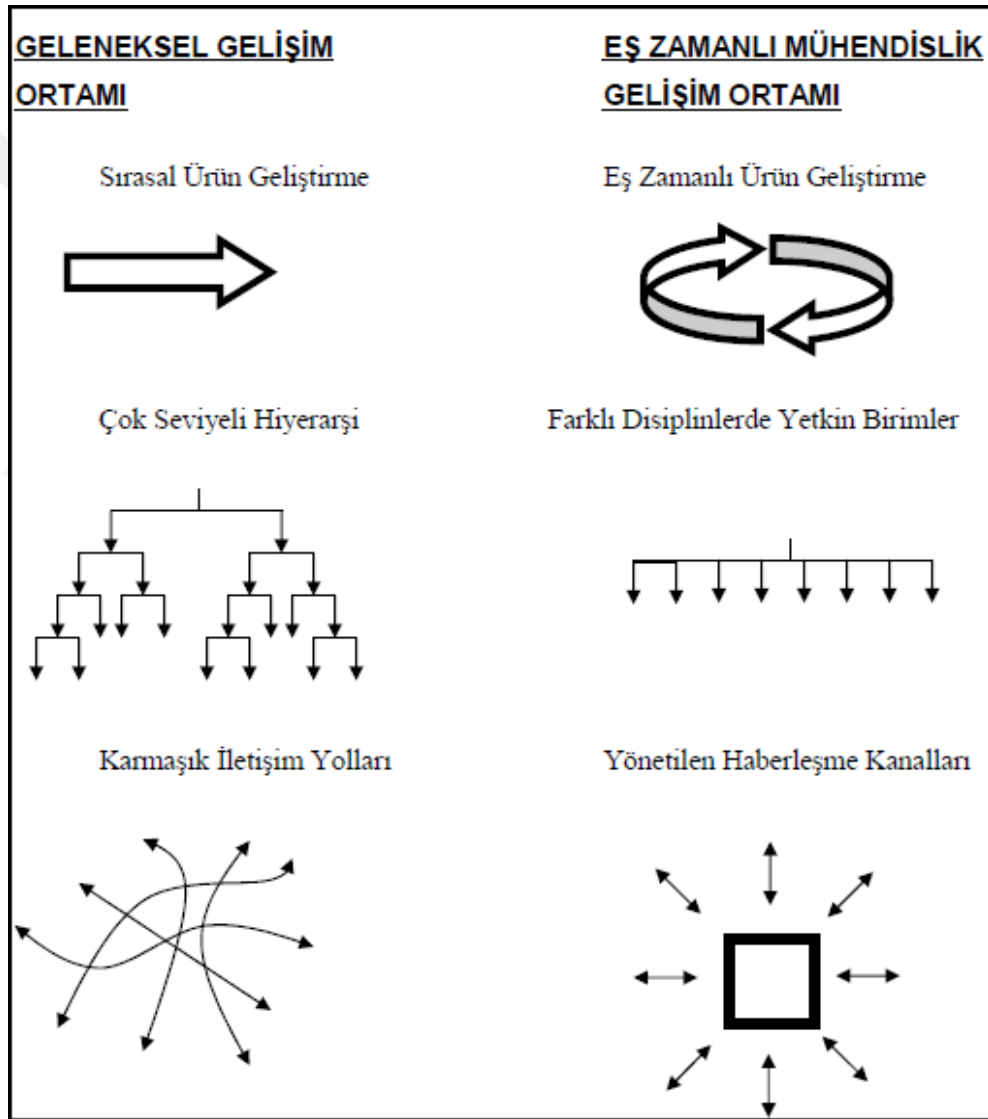 GELENEKSEL GELİŞİM
ORTAMI
EŞ ZAMANLI MÜHENDİSLİK
GELİŞİM ORTAMI
Sırasal Ürün Geliştirme
Eş Zamanlı Ürün Geliştirme
Çok Seviyeli Hiyerarşi
Farklı Disiplinlerde Yetkin Birimler
Karmaşık İletişim Yolları
Yönetilen Haberleşme Kanalları